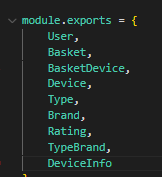 module.exports = {
    User,
    Basket,
    BasketDevice,
    Device,
    Type,
    Brand,
    Rating,
    TypeBrand,
    DeviceInfo